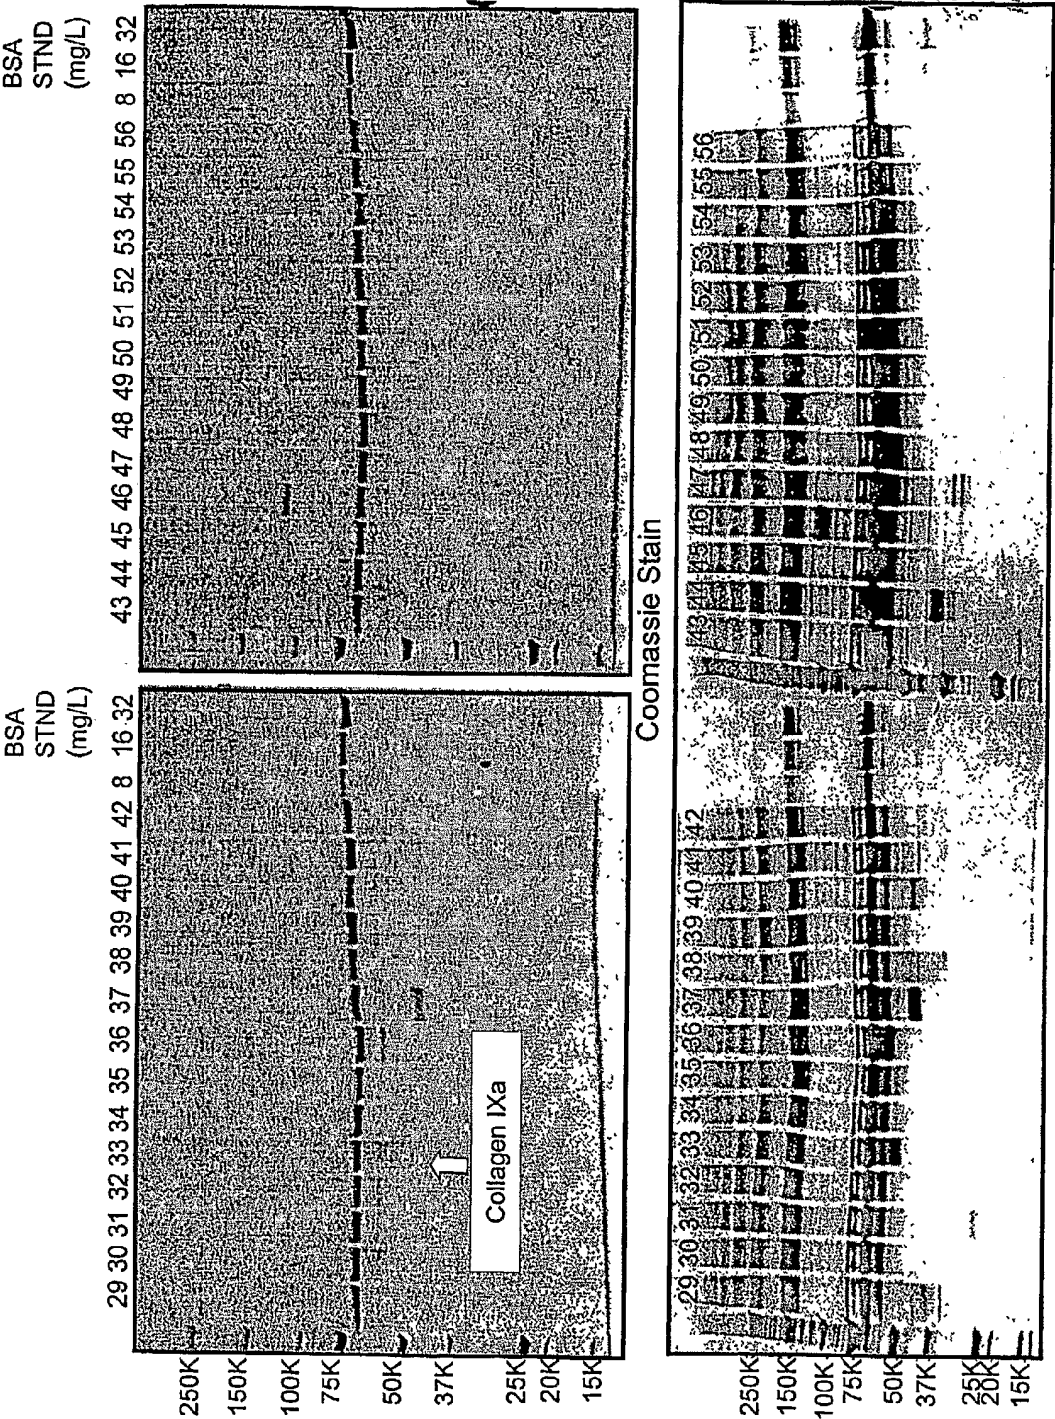 BSA
STND
(mg/L)
29 30 31 32 33 34 35 36 37 38 39 40 41 42 8 16 32
250K
150K
100K
75K
50K
37K
25K
20K
15K
Collagen IXa
BSA
STND
(mg/L)
43 44 45 46 47 48 49 50 51 52 53 54 55 56 8 16 32
Coomassie Stain
29 30 31 32 33 34 35 36 37 38 39 40 41 42
43 44 45 46 47 48 49 50 51 52 53 54 55 56
250K
150K
100K
75K
50K
37K
25K
20K
15K